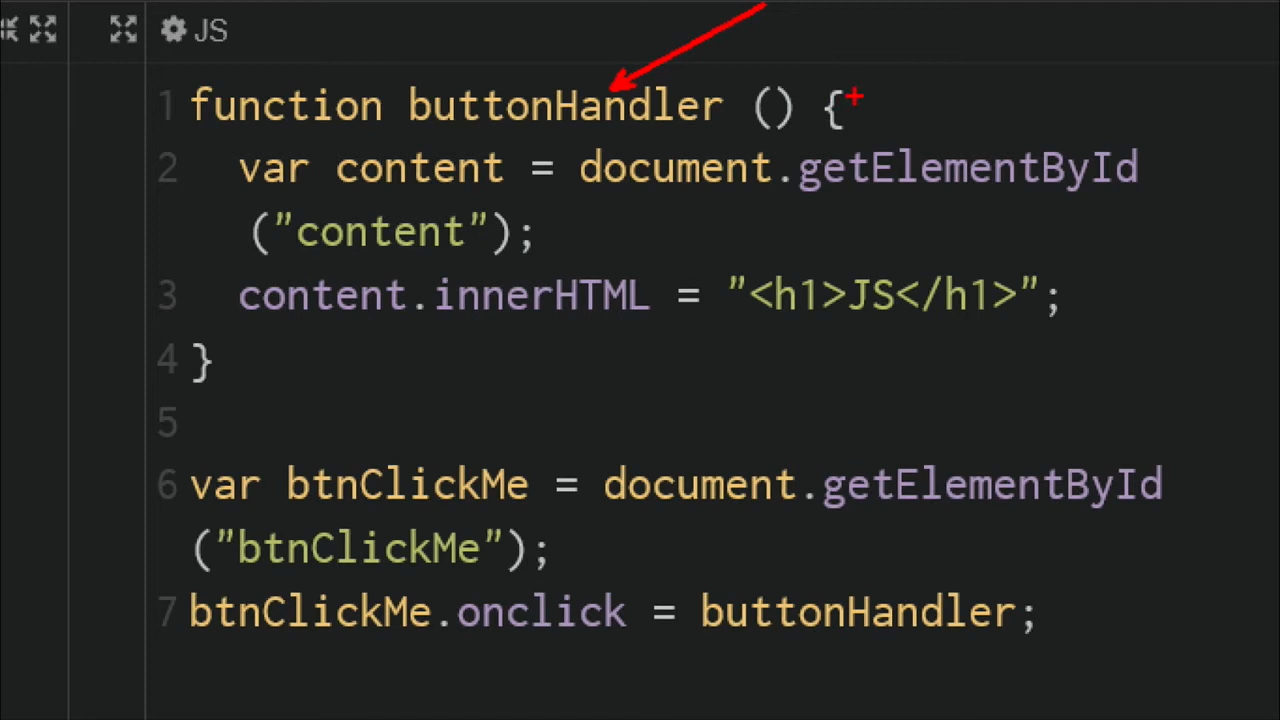 JS
1 function buttonHandler () {+
2 var content = document.getElementById
("content");
3 content.innerHTML = "<h1>JS</h1>";
4 }
5
6 var btnClickMe = document.getElementById
("btnClickMe");
7 btnClickMe.onclick = buttonHandler;